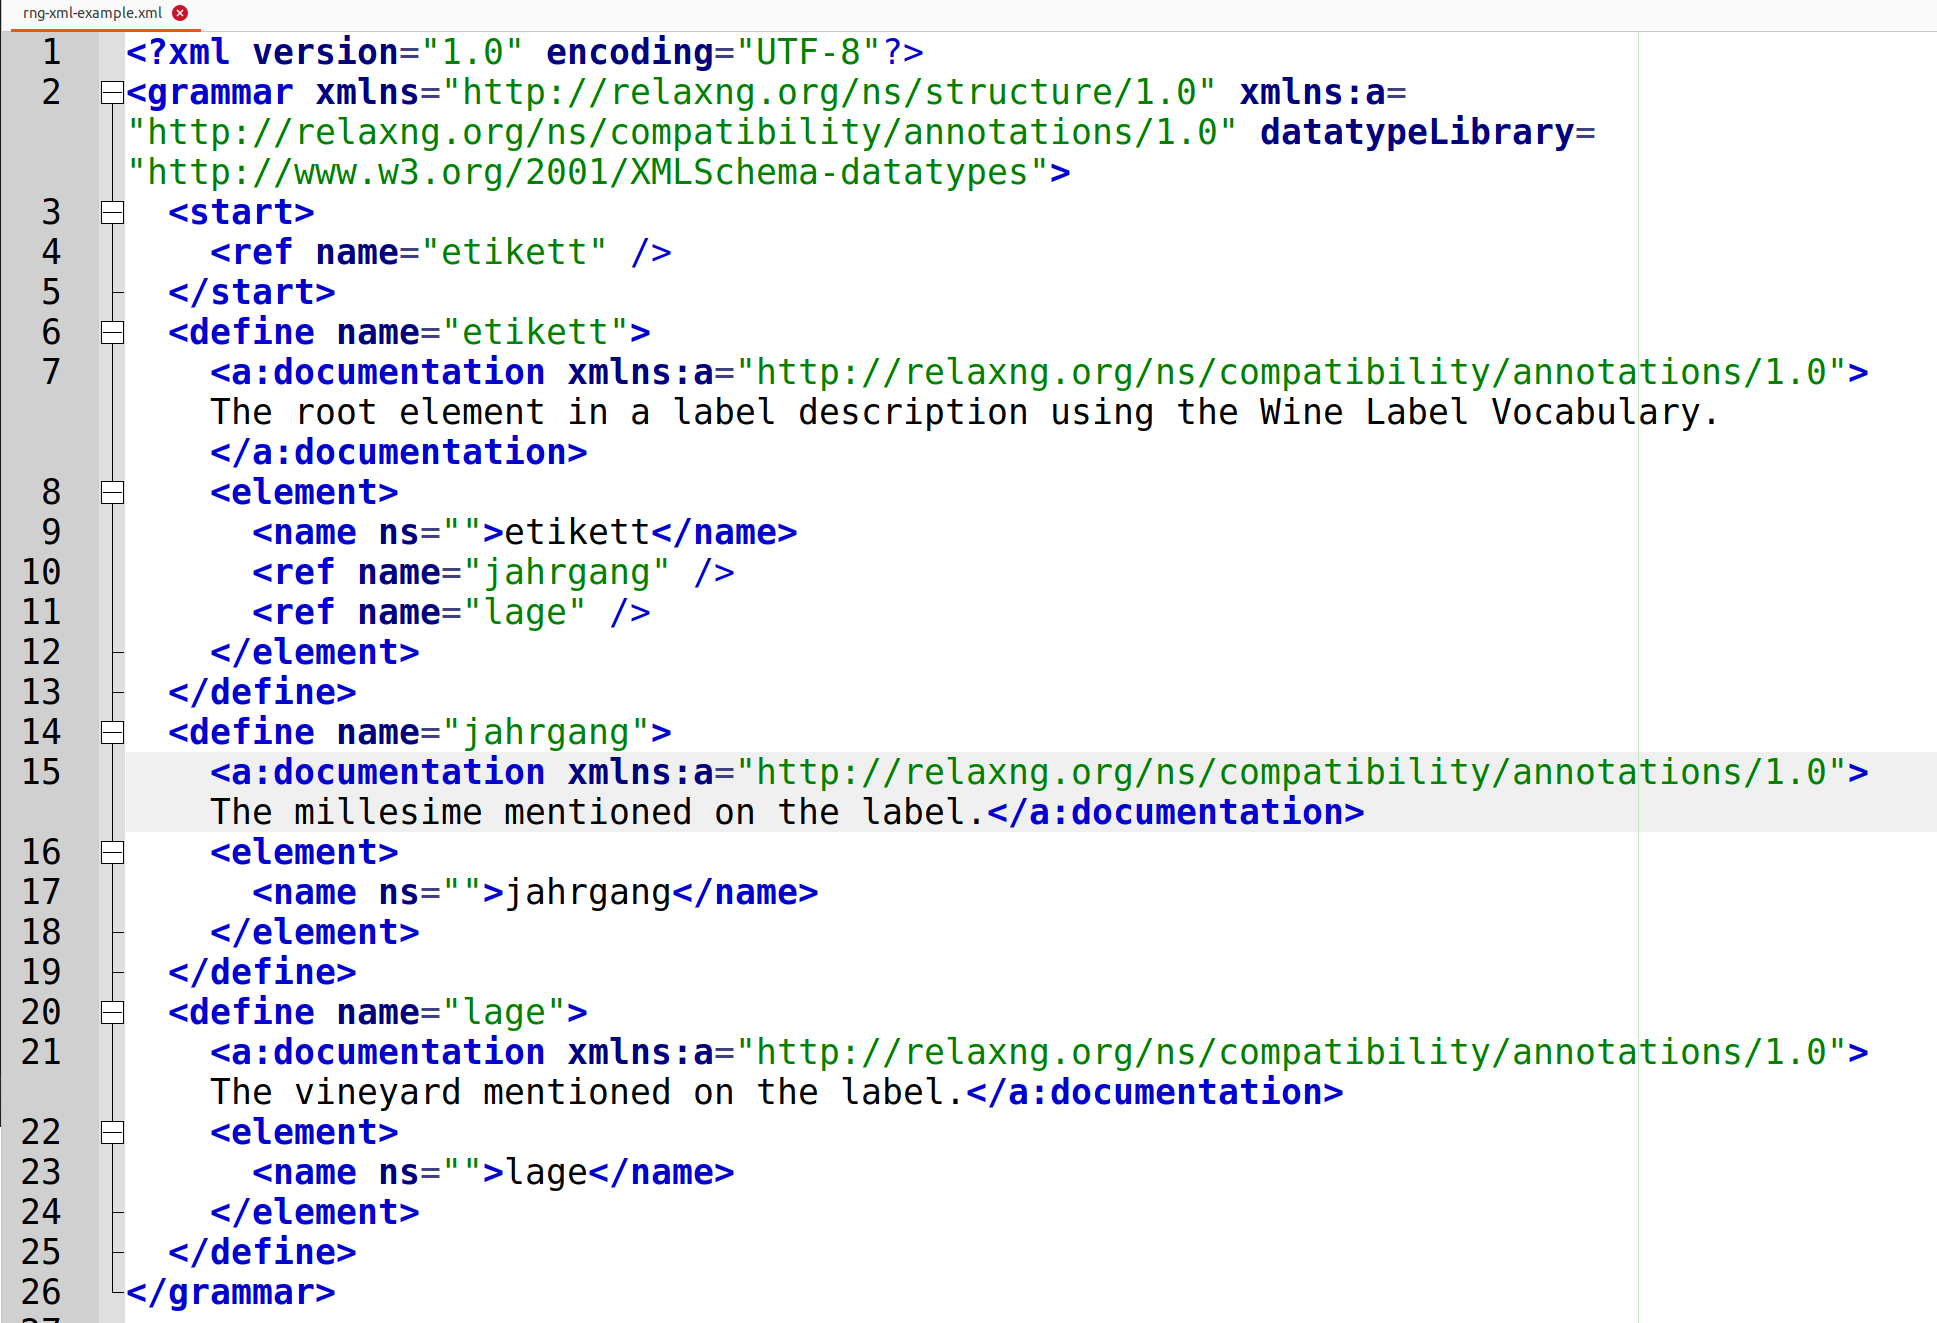 rng-xml-example.xml
1 <?xml version="1.0" encoding="UTF-8"?>
2 <grammar xmlns="http://relaxng.org/ns/structure/1.0" xmlns:a=
"http://relaxng.org/ns/compatibility/annotations/1.0" datatypeLibrary=
"http://www.w3.org/2001/XMLSchema-datatypes">
3   <start>
4     <ref name="etikett" />
5   </start>
6   <define name="etikett">
7     <a:documentation xmlns:a="http://relaxng.org/ns/compatibility/annotations/1.0">
    The root element in a label description using the Wine Label Vocabulary.
    </a:documentation>
8     <element>
9       <name ns="">etikett</name>
10       <ref name="jahrgang" />
11       <ref name="lage" />
12     </element>
13   </define>
14   <define name="jahrgang">
15     <a:documentation xmlns:a="http://relaxng.org/ns/compatibility/annotations/1.0">
    The millesime mentioned on the label.</a:documentation>
16     <element>
17       <name ns="">jahrgang</name>
18     </element>
19   </define>
20   <define name="lage">
21     <a:documentation xmlns:a="http://relaxng.org/ns/compatibility/annotations/1.0">
    The vineyard mentioned on the label.</a:documentation>
22     <element>
23       <name ns="">lage</name>
24     </element>
25   </define>
26 </grammar>
27